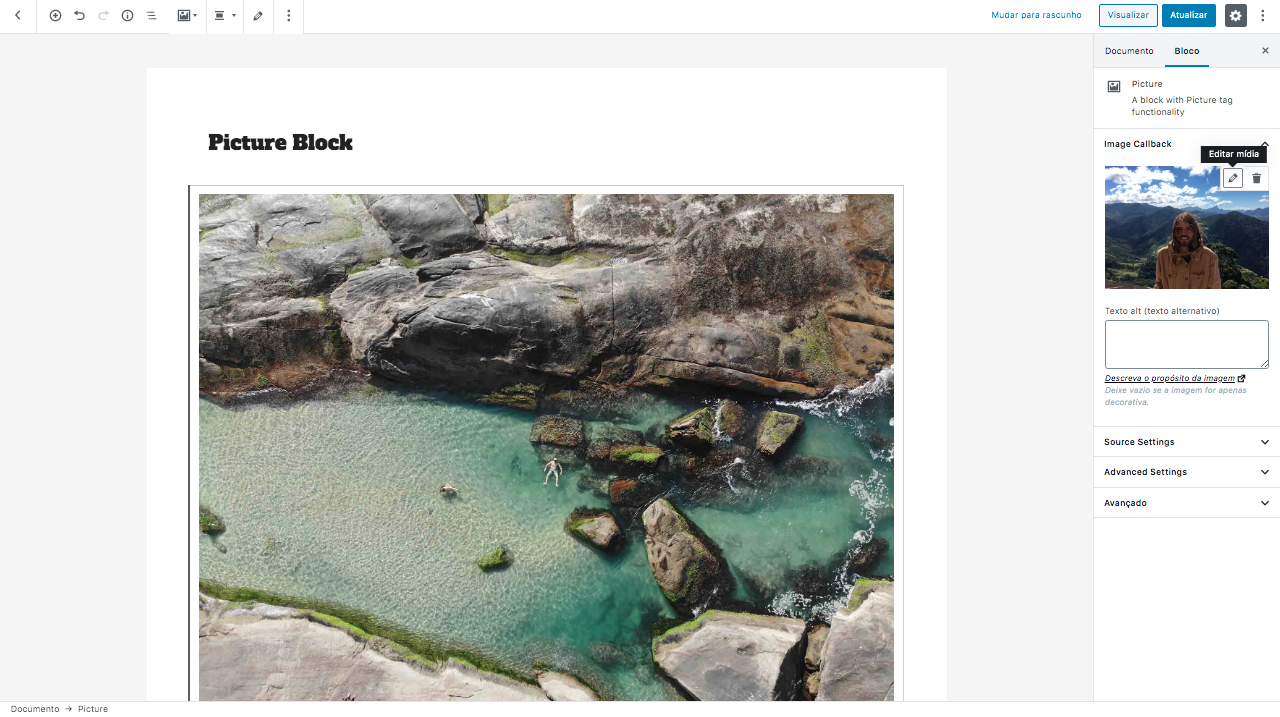 Mudar para rascunho
Visualizar
Atualizar
Documento
Bloco
Picture
A block with Picture tag
functionality
Image Callback
Editar mídia
Picture Block
Texto alt (texto alternativo)
Descreva o propósito da imagem
Deixe vazio se a imagem for apenas
decorativa.
Source Settings
Advanced Settings
Avançado
Documento → Picture